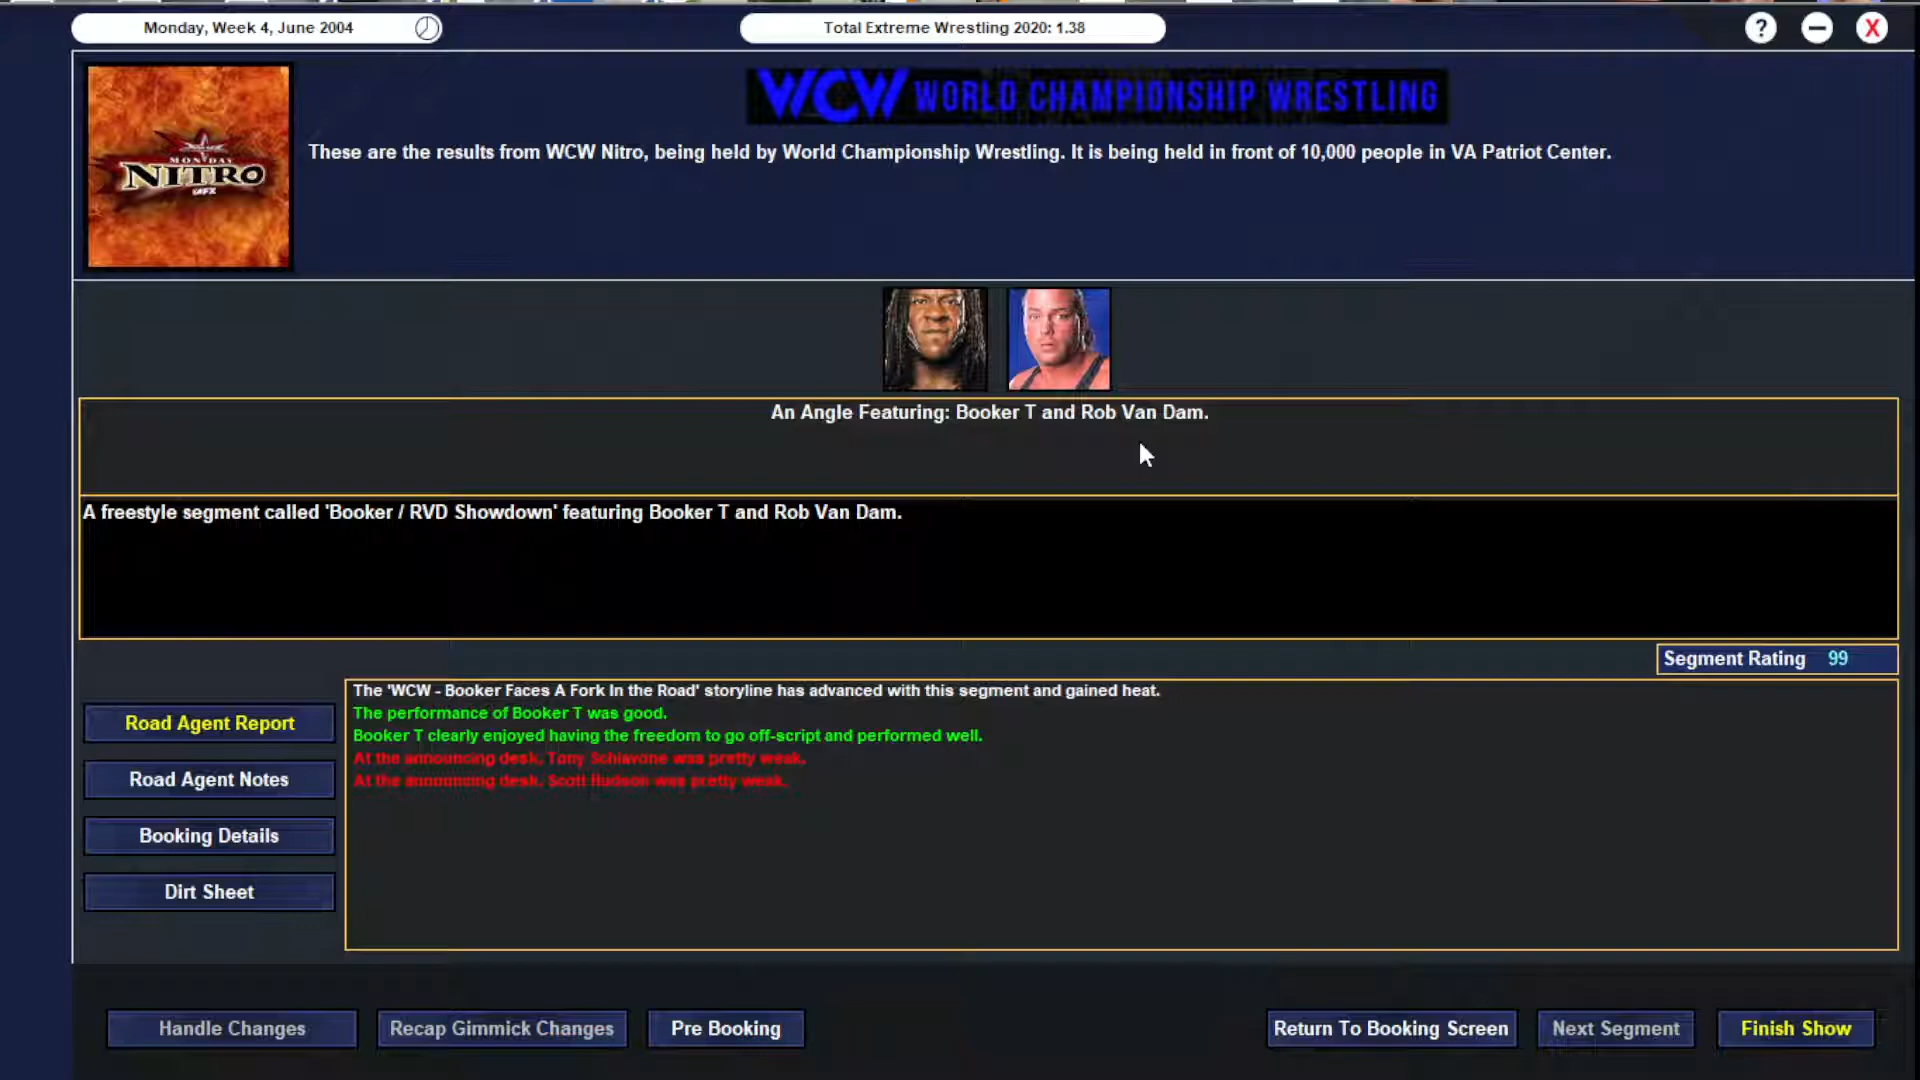 Monday, Week 4, June 2004
Total Extreme Wrestling 2020: 1.38
?
X
WCW WORLD CHAMPIONSHIP WRESTLING
MONDAY
NITRO
These are the results from WCW Nitro, being held by World Championship Wrestling. It is being held in front of 10,000 people in VA Patriot Center.
An Angle Featuring: Booker T and Rob Van Dam.
A freestyle segment called 'Booker / RVD Showdown' featuring Booker T and Rob Van Dam.
Segment Rating 99
The 'WCW - Booker Faces A Fork In the Road' storyline has advanced with this segment and gained heat.
The performance of Booker T was good.
Booker T clearly enjoyed having the freedom to go off-script and performed well.
At the announcing desk, Tony Schiavone was pretty weak.
At the announcing desk, Scott Hudson was pretty weak.
Road Agent Report
Road Agent Notes
Booking Details
Dirt Sheet
Handle Changes
Recap Gimmick Changes
Pre Booking
Return To Booking Screen
Next Segment
Finish Show